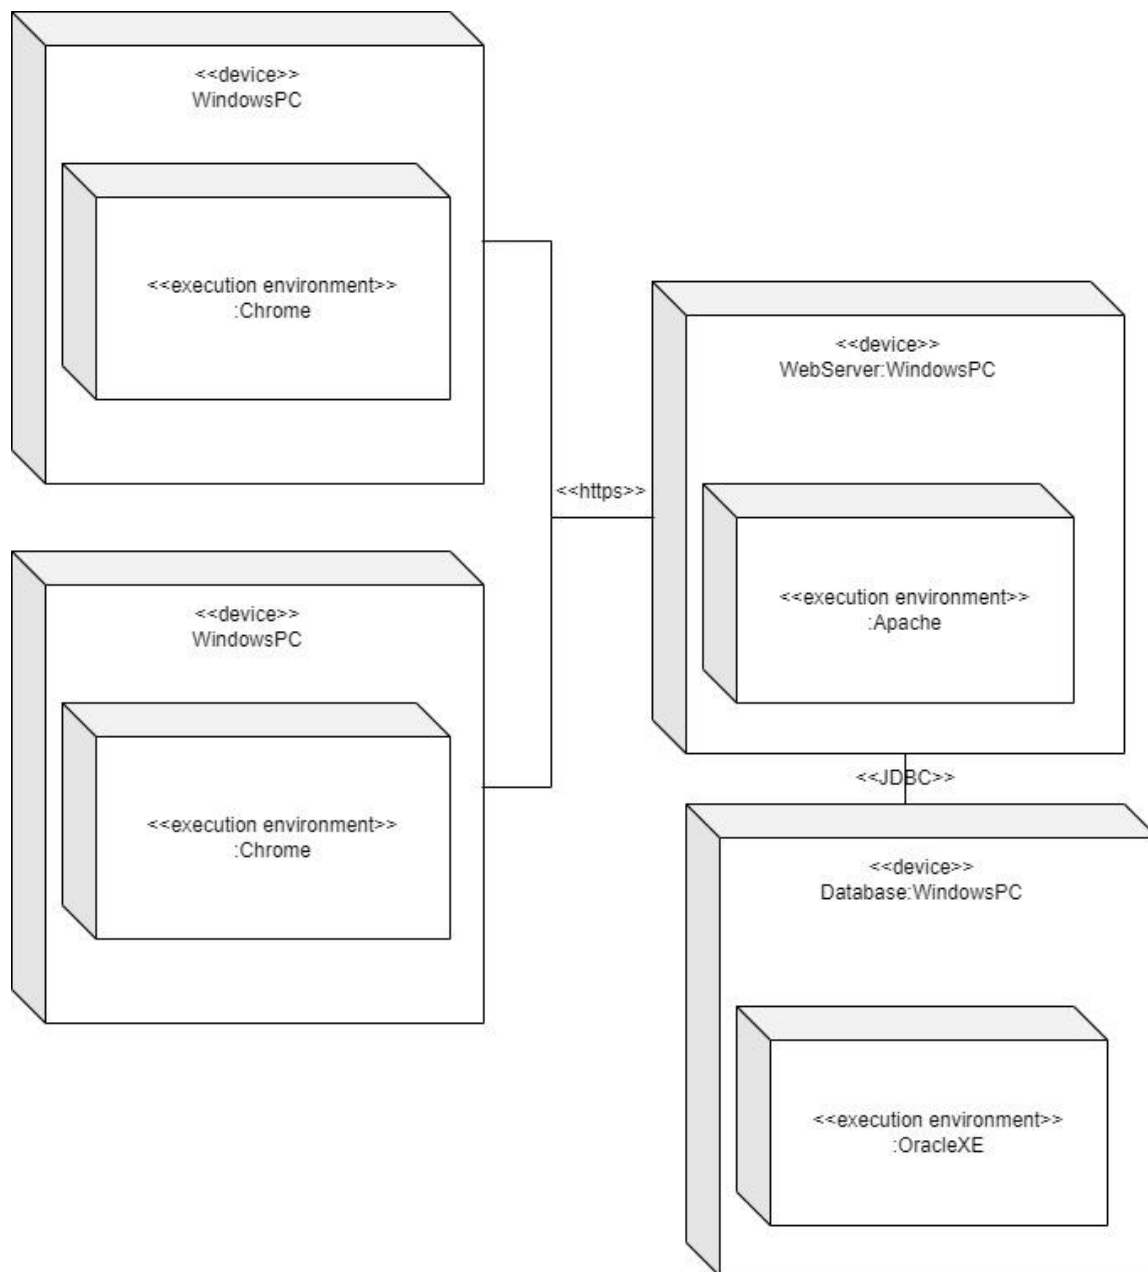 <<device>>
WindowsPC
<<execution environment>>
:Chrome
<<device>>
WebServer:WindowsPC
<<https>>
<<execution environment>>
:Apache
<<device>>
WindowsPC
<<execution environment>>
:Chrome
<<JDBC>>
<<device>>
Database:WindowsPC
<<execution environment>>
:OracleXE